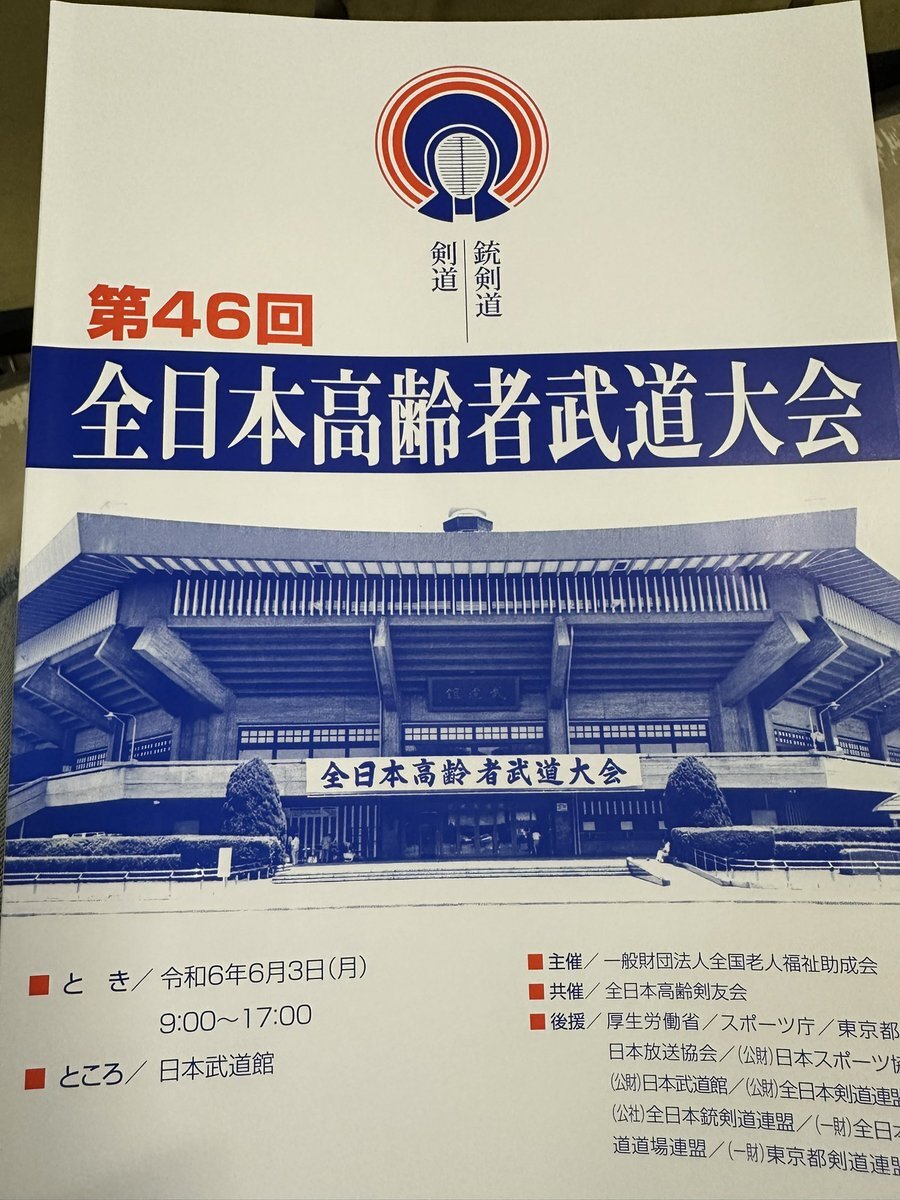 銃剣道
剣道
第46回
全日本高齢者武道大会
武道館
全日本高齢者武道大会
■ とき／ 令和6年6月3日(月)
9:00〜17:00
■ ところ／ 日本武道館
■ 主催／ 一般財団法人全国老人福祉助成会
■ 共催／ 全日本高齢剣友会
■ 後援／ 厚生労働省／スポーツ庁／東京都
日本放送協会／(公財)日本スポーツ協
(公財)日本武道館／(公財)全日本剣道連盟
(公社)全日本銃剣道連盟／(一財)全日本
道道場連盟／(一財)東京都剣道連盟